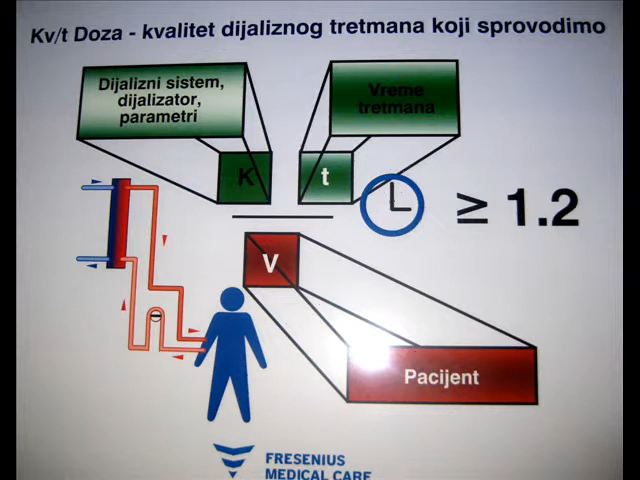 Kv/t Doza - kvalitet dijaliznog tretmana koji sprovodimo
Dijalizni sistem,
dijalizator,
parametri
Vreme
tretmana
K
t
≥ 1.2
V
Pacijent
FRESENIUS
MEDICAL CARE